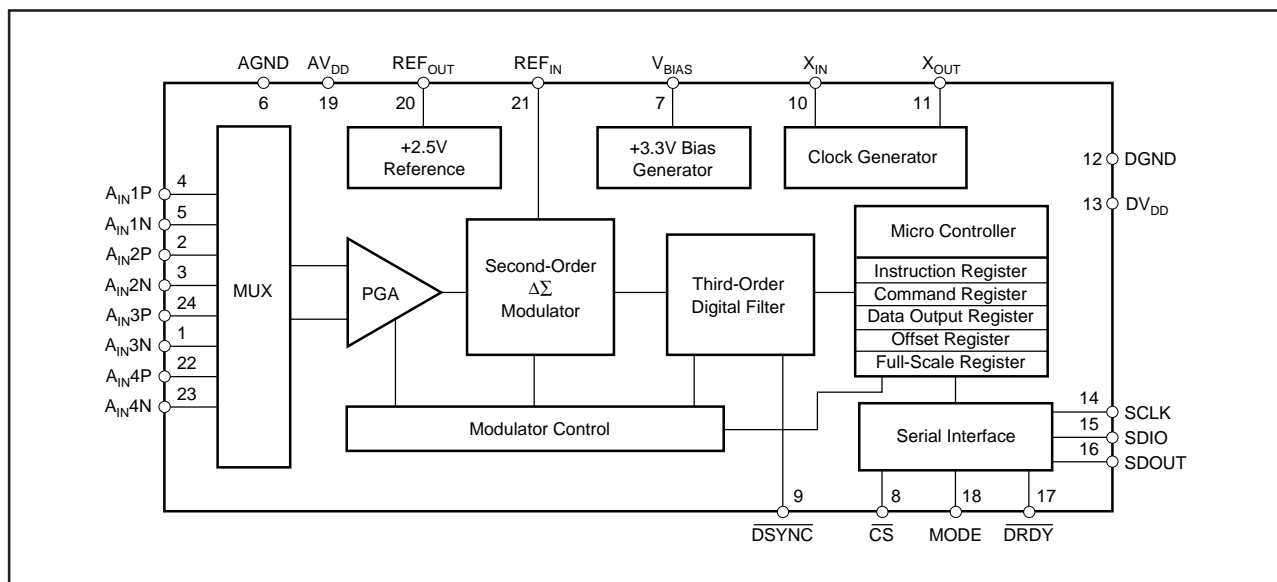 AGND AVDD REFOUT REFIN VBIAS XIN XOUT
6 19 20 21 7 10 11
+2.5V
Reference
+3.3V Bias
Generator
Clock Generator
12 DGND
13 DVDD
AIN1P 4
AIN1N 5
AIN2P 2
AIN2N 3
AIN3P 24
AIN3N 1
AIN4P 22
AIN4N 23
MUX
PGA
Second-Order
ΔΣ
Modulator
Third-Order
Digital Filter
Micro Controller
Instruction Register
Command Register
Data Output Register
Offset Register
Full-Scale Register
Modulator Control
Serial Interface
14 SCLK
15 SDIO
16 SDOUT
9 8 18 17
DSYNC CS MODE DRDY